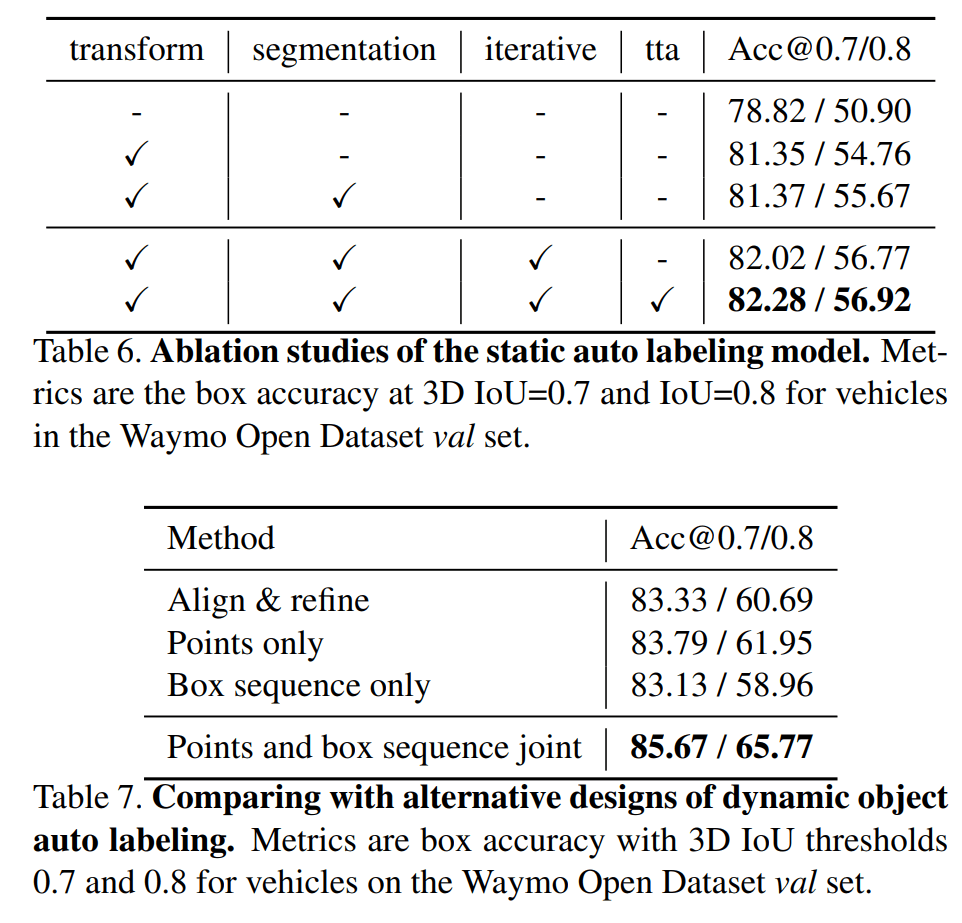 transform | segmentation | iterative | tta | Acc@0.7/0.8
- | - | - | - | 78.82 / 50.90
✓ | - | - | - | 81.35 / 54.76
✓ | ✓ | - | - | 81.37 / 55.67
✓ | ✓ | ✓ | - | 82.02 / 56.77
✓ | ✓ | ✓ | ✓ | 82.28 / 56.92
Table 6. Ablation studies of the static auto labeling model. Met-
rics are the box accuracy at 3D IoU=0.7 and IoU=0.8 for vehicles
in the Waymo Open Dataset val set.
Method | Acc@0.7/0.8
Align & refine | 83.33 / 60.69
Points only | 83.79 / 61.95
Box sequence only | 83.13 / 58.96
Points and box sequence joint | 85.67 / 65.77
Table 7. Comparing with alternative designs of dynamic object
auto labeling. Metrics are box accuracy with 3D IoU thresholds
0.7 and 0.8 for vehicles on the Waymo Open Dataset val set.